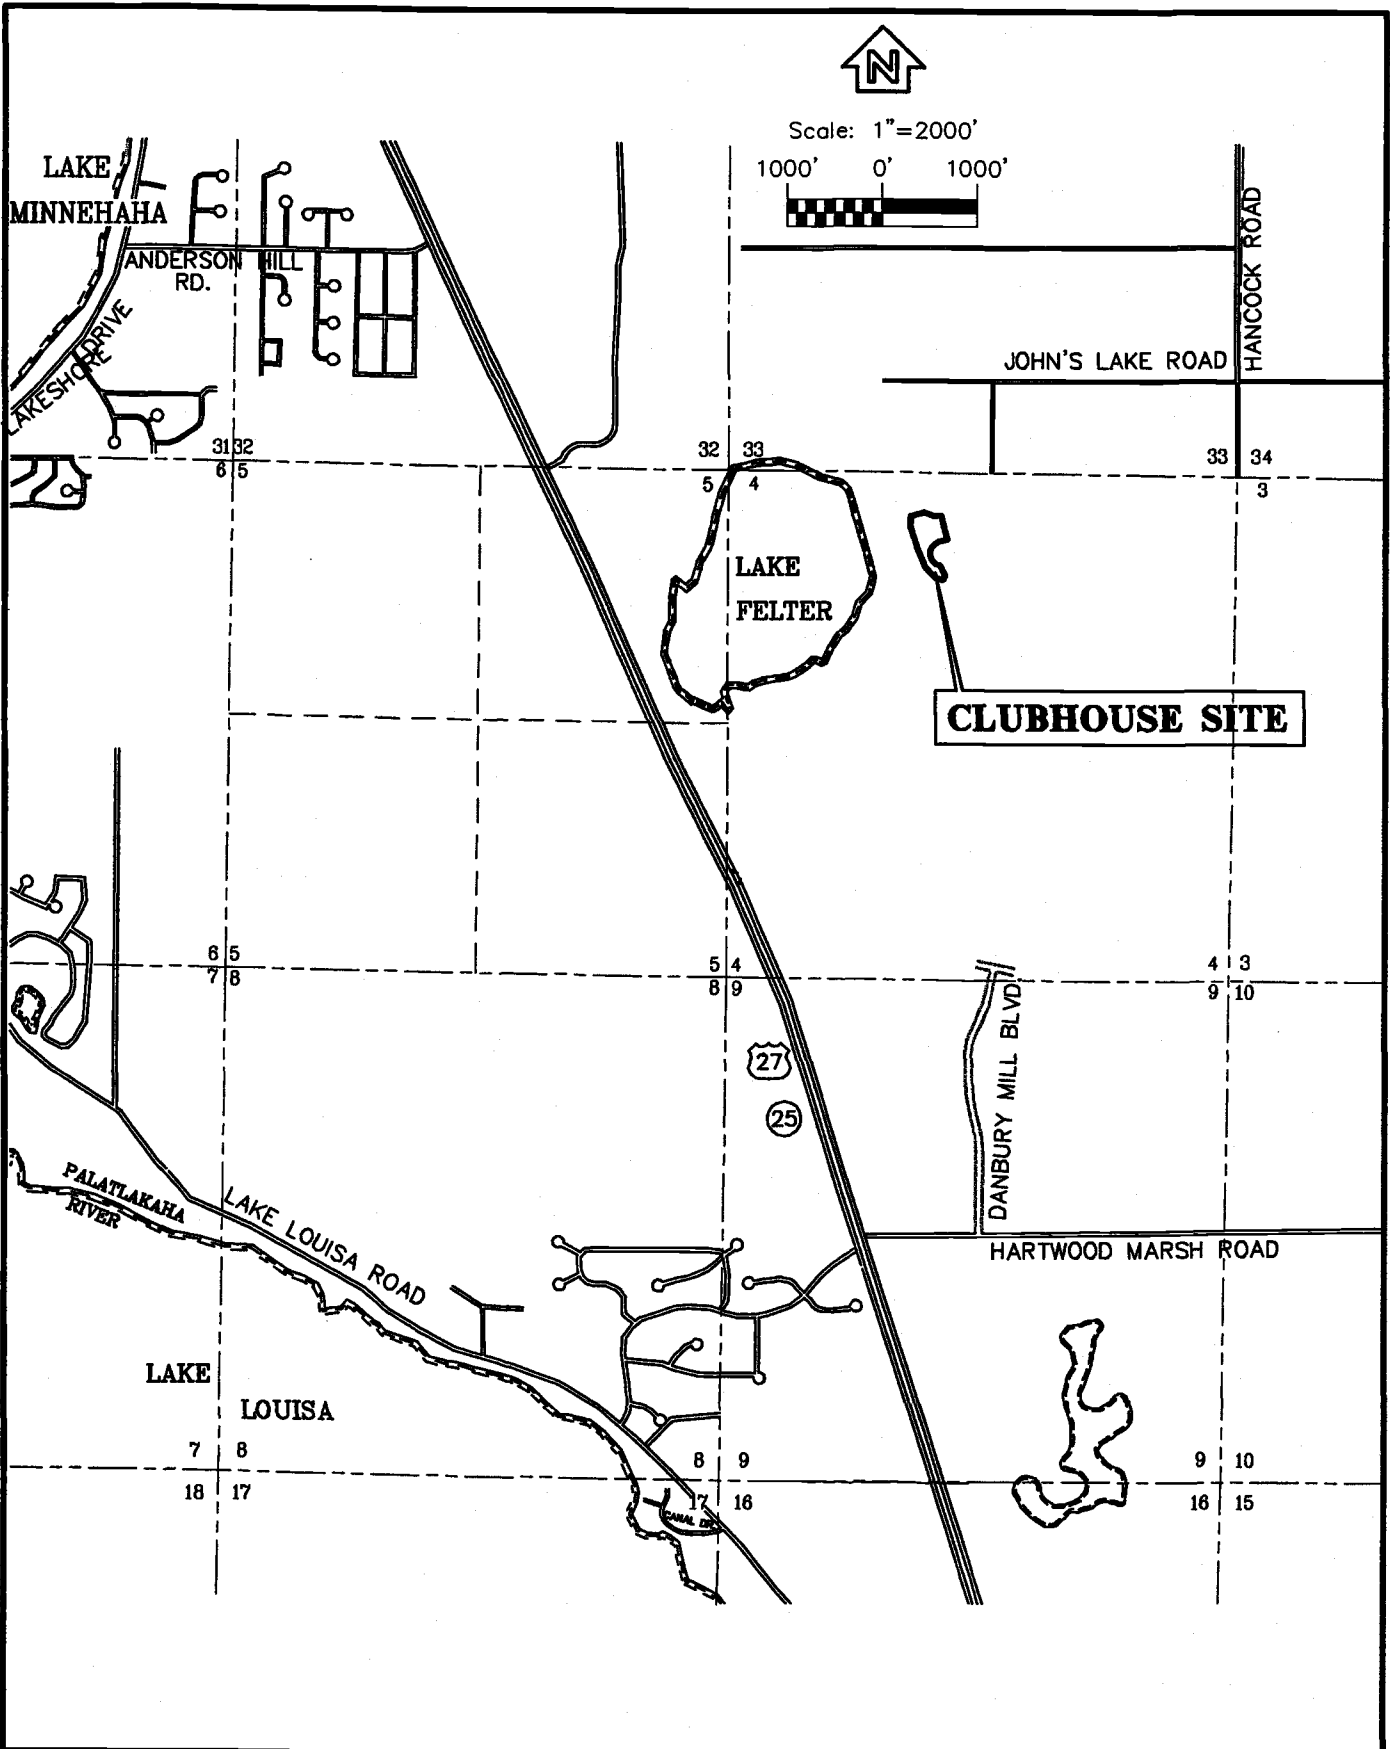 N
Scale: 1"=2000'
1000' 0' 1000'
LAKE
MINNEHAHA
ANDERSON HILL
RD.
LAKESHORE
DRIVE
HANCOCK ROAD
JOHN'S LAKE ROAD
31 32
6 5
32 33
5 4
33 34
3
LAKE
FELTER
CLUBHOUSE SITE
6 5
7 8
5 4
8 9
4 3
9 10
27
25
DANBURY MILL BLVD
HARTWOOD MARSH ROAD
PALATLAKAHA
RIVER
LAKE LOUISA ROAD
LAKE
LOUISA
7 8
18 17
8 9
17 16
CANAL DR.
9 10
16 15